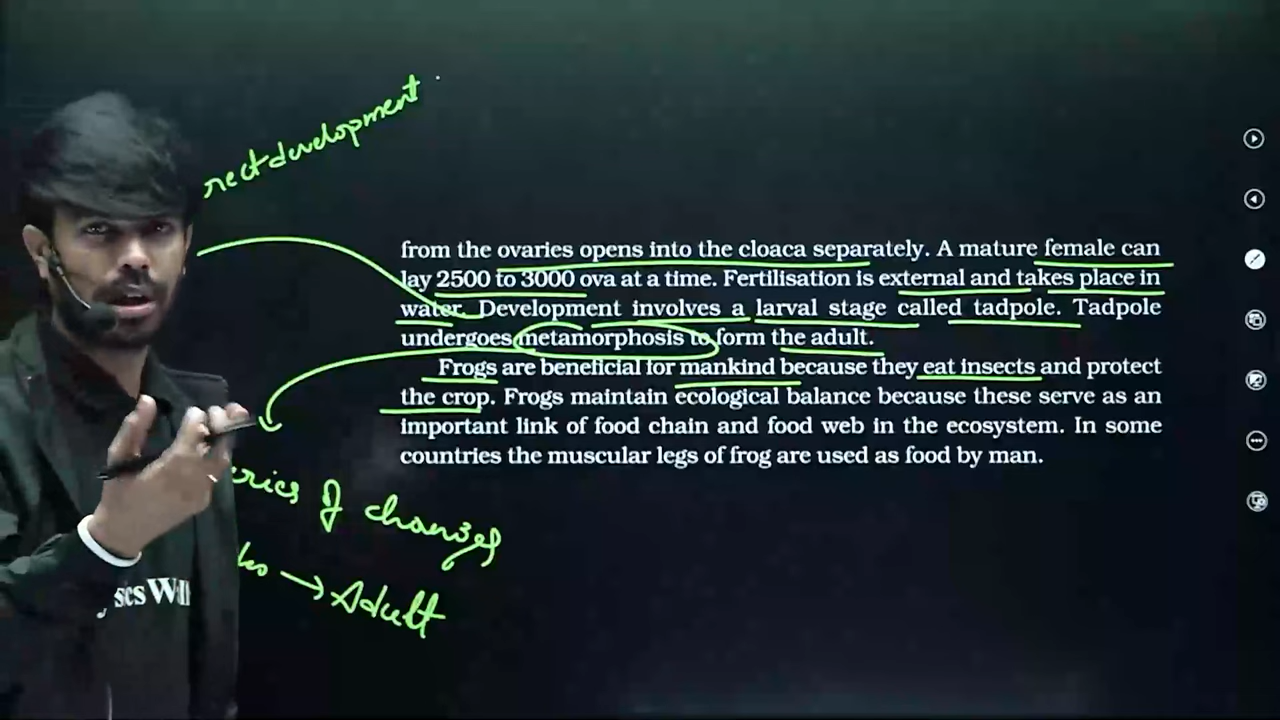 rect development
from the ovaries opens into the cloaca separately. A mature female can
lay 2500 to 3000 ova at a time. Fertilisation is external and takes place in
water. Development involves a larval stage called tadpole. Tadpole
undergoes metamorphosis to form the adult.
Frogs are beneficial for mankind because they eat insects and protect
the crop. Frogs maintain ecological balance because these serve as an
important link of food chain and food web in the ecosystem. In some
countries the muscular legs of frog are used as food by man.
eries of changes
→ Adult
sics Wall